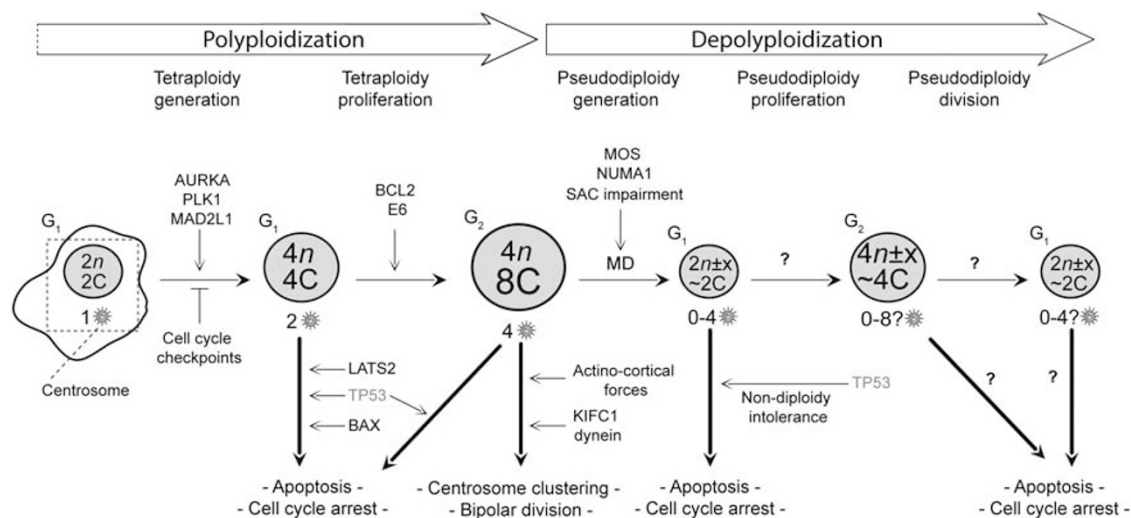 Polyploidization
Depolyploidization
Tetraploidy
generation
Tetraploidy
proliferation
Pseudodiploidy
generation
Pseudodiploidy
proliferation
Pseudodiploidy
division
AURKA
PLK1
MAD2L1
BCL2
E6
MOS
NUMA1
SAC impairment
G1
2n
2C
1
G1
4n
4C
2
G2
4n
8C
4
MD
G1
2n±x
~2C
0-4
?
G2
4n±x
~4C
0-8?
?
G1
2n±x
~2C
0-4?
Cell cycle
checkpoints
Centrosome
LATS2
TP53
BAX
Actino-cortical
forces
KIFC1
dynein
TP53
Non-diploidy
intolerance
?
?
- Apoptosis -
- Cell cycle arrest -
- Centrosome clustering -
- Bipolar division -
- Apoptosis -
- Cell cycle arrest -
- Apoptosis -
- Cell cycle arrest -